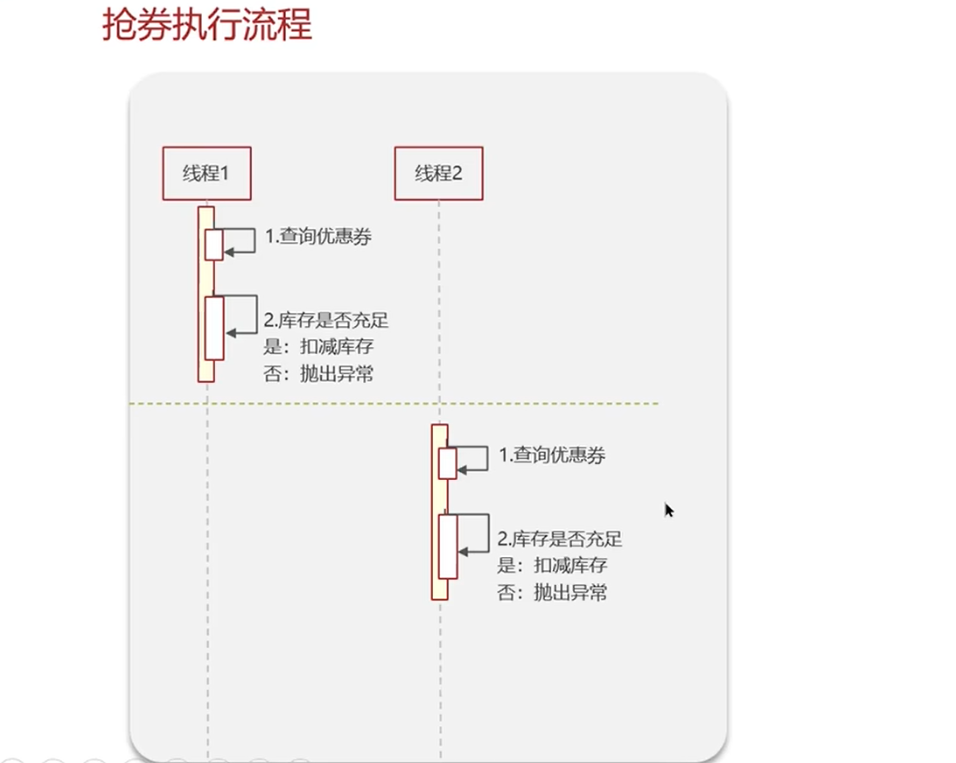 抢券执行流程
线程1
线程2
1.查询优惠券
2.库存是否充足
是：扣减库存
否：抛出异常
1.查询优惠券
2.库存是否充足
是：扣减库存
否：抛出异常